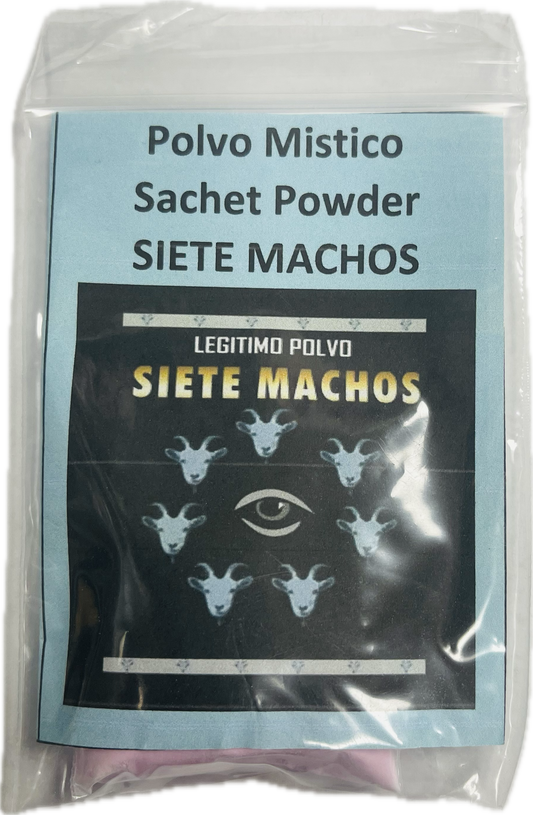 Polvo Mistico
Sachet Powder
SIETE MACHOS
LEGITIMO POLVO
SIETE MACHOS